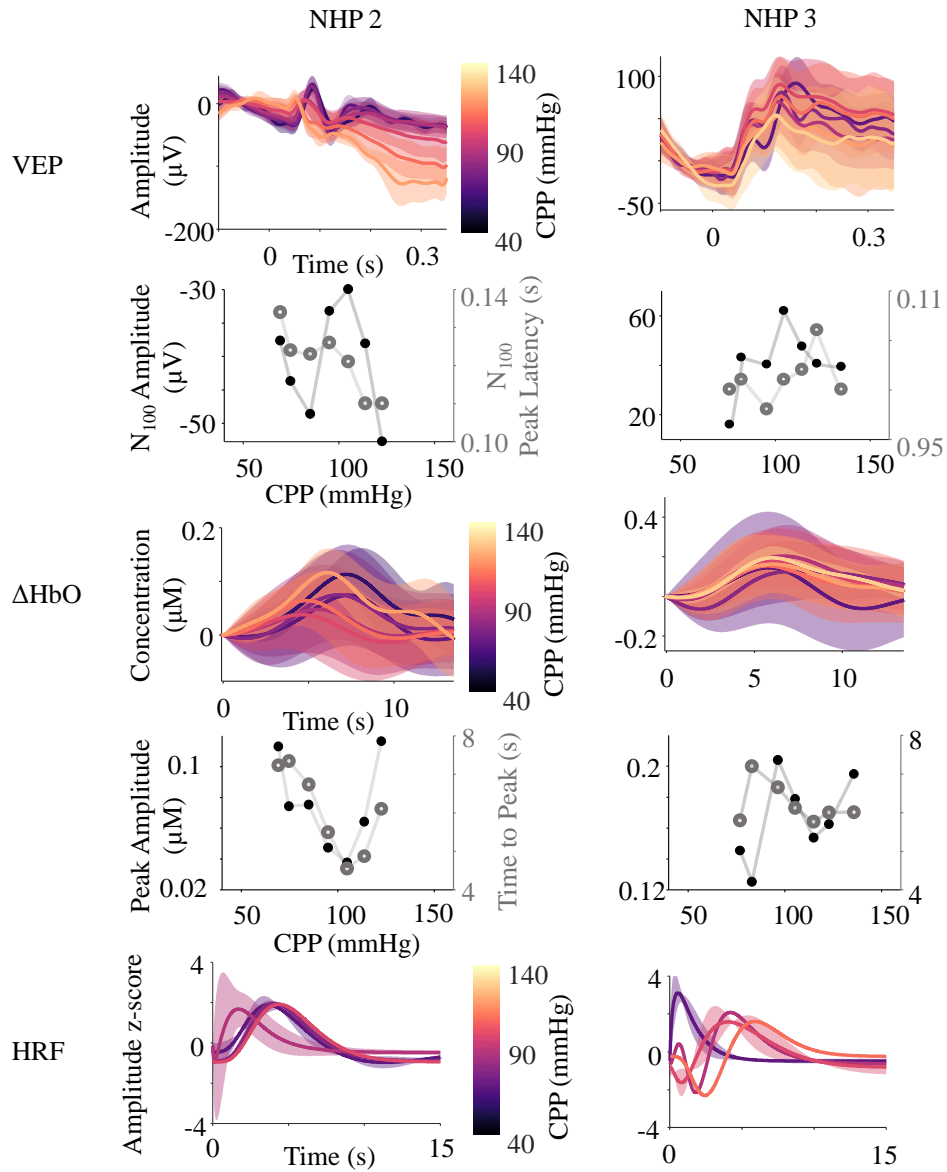 NHP 2
NHP 3
VEP
Amplitude
(µV)
0
-200
0
0.3
Time (s)
140
90
40
CPP (mmHg)
100
-50
0
0.3
N100 Amplitude
(µV)
-30
-50
0.14
0.10
N100
Peak Latency (s)
50
100
150
CPP (mmHg)
60
20
0.11
0.95
50
100
150
ΔHbO
Concentration
(µM)
0.2
0
0
10
Time (s)
140
90
40
CPP (mmHg)
0.4
-0.2
0
5
10
Peak Amplitude
(µM)
0.1
0.02
8
4
Time to Peak (s)
50
100
150
CPP (mmHg)
0.2
0.12
8
4
50
100
150
HRF
Amplitude z-score
4
0
-4
0
15
Time (s)
140
90
40
CPP (mmHg)
4
0
-4
0
15